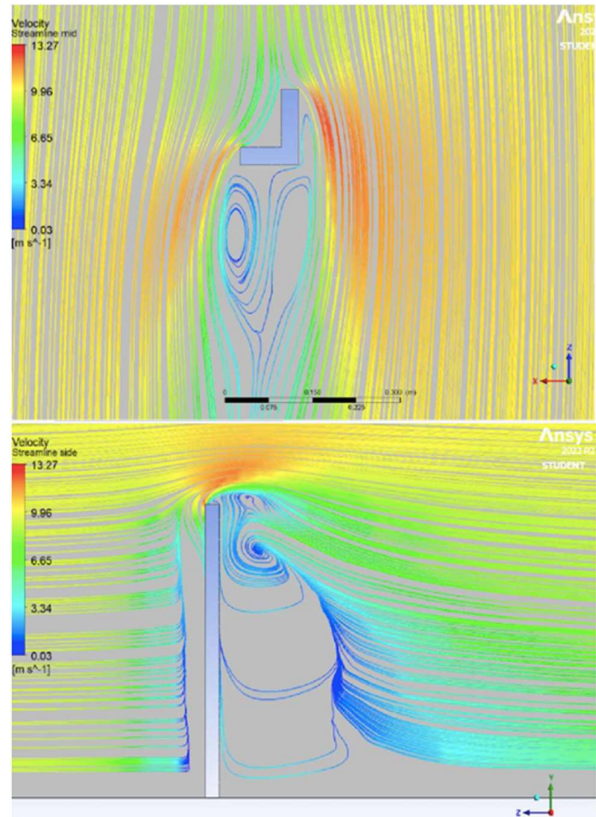 Velocity
Streamline mid
13.27
9.96
6.65
3.34
0.03
[m s^-1]
Ans
202
STUDENT
Z
X
0
0.150
0.300 (m)
0.075
0.225
Velocity
Streamline side
13.27
9.96
6.65
3.34
0.03
[m s^-1]
Ansys
2023 R2
STUDENT
Y
Z